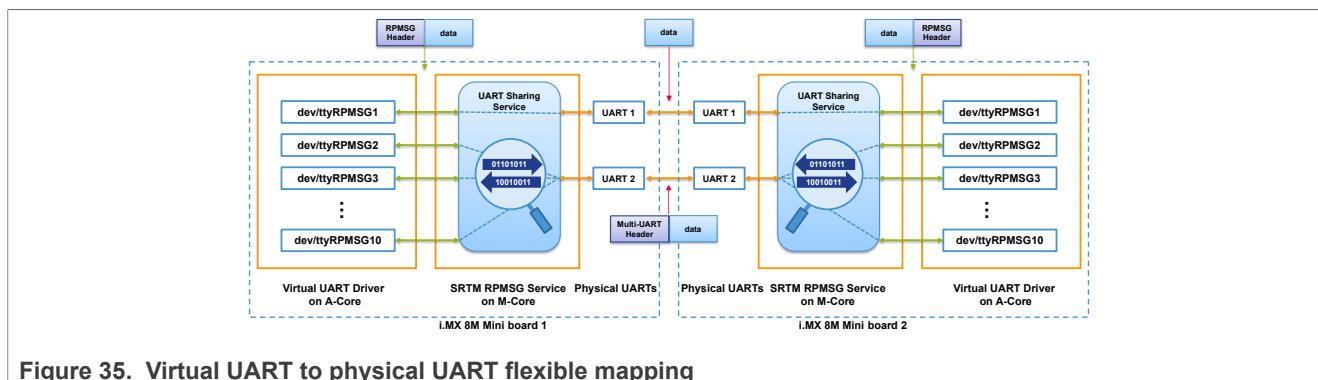 RPMSG
Header
data
data
data
RPMSG
Header
UART Sharing
Service
UART Sharing
Service
dev/ttyRPMSG1
UART 1
UART 1
dev/ttyRPMSG1
dev/ttyRPMSG2
dev/ttyRPMSG2
01101011
01101011
dev/ttyRPMSG3
10010011
UART 2
UART 2
10010011
dev/ttyRPMSG3
Multi-UART
Header
data
dev/ttyRPMSG10
dev/ttyRPMSG10
Virtual UART Driver
on A-Core
SRTM RPMSG Service
on M-Core
Physical UARTs
Physical UARTs
SRTM RPMSG Service
on M-Core
Virtual UART Driver
on A-Core
i.MX 8M Mini board 1
i.MX 8M Mini board 2
Figure 35. Virtual UART to physical UART flexible mapping